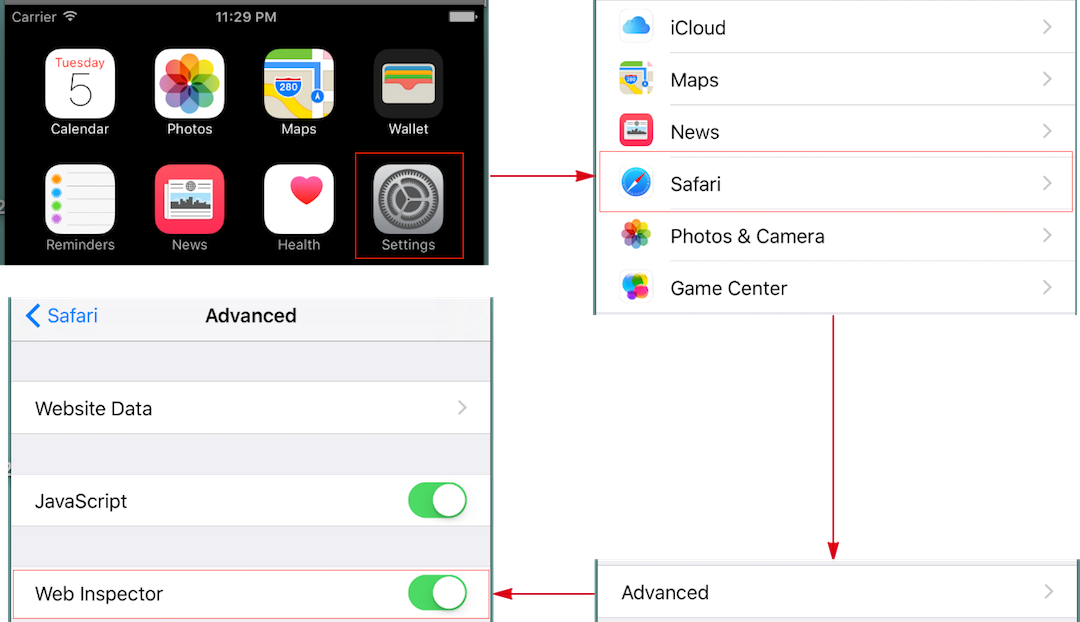 Carrier 11:29 PM
Tuesday
5
280
Calendar Photos Maps Wallet
Reminders News Health Settings
iCloud
Maps
280
News
Safari
Photos & Camera
Game Center
Advanced
Safari Advanced
Website Data
JavaScript
Web Inspector